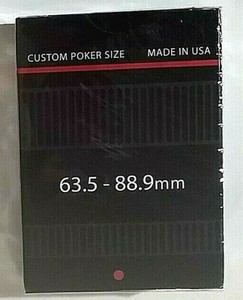 CUSTOM POKER SIZE MADE IN USA
63.5 - 88.9mm